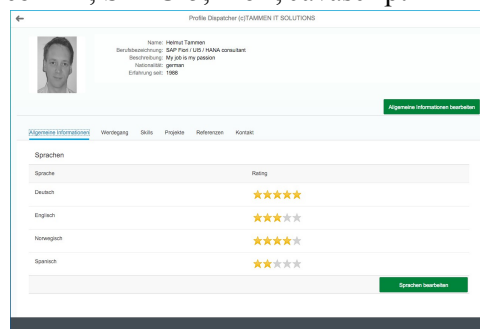 Profile Dispatcher (c)TAMMEN IT SOLUTIONS
Name: Helmut Tammen
Berufsbezeichnung: SAP Fiori / UI5 / HANA consultant
Beschreibung: My job is my passion
Nationalität: german
Erfahrung seit: 1988
Allgemeine Informationen bearbeiten
Allgemeine Informationen Werdegang Skills Projekte Referenzen Kontakt
Sprachen
Sprache Rating
Deutsch
Englisch
Norwegisch
Spanisch
Sprachen bearbeiten